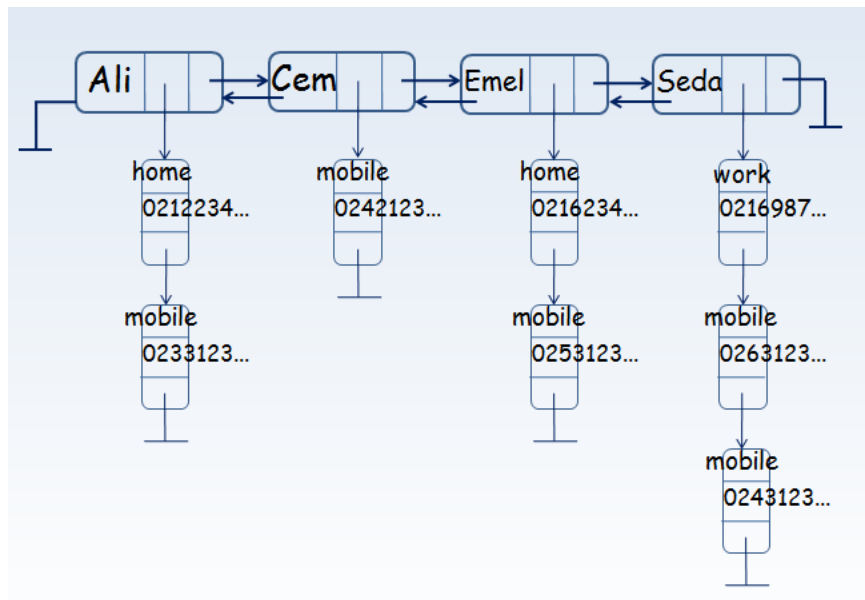 Ali Cem Emel Seda
home mobile home work
0212234... 0242123... 0216234... 0216987...
mobile mobile mobile
0233123... 0253123... 0263123...
mobile
0243123...